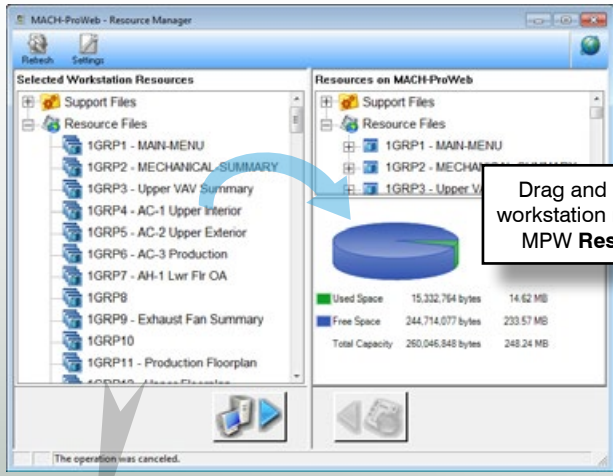 MACH-ProWeb - Resource Manager
Refresh Settings
Selected Workstation Resources
Support Files
Resource Files
1GRP1 - MAIN-MENU
1GRP2 - MECHANICAL-SUMMARY
1GRP3 - Upper VAV Summary
1GRP4 - AC-1 Upper Interior
1GRP5 - AC-2 Upper Exterior
1GRP6 - AC-3 Production
1GRP7 - AH-1 Lwr Flr OA
1GRP8
1GRP9 - Exhaust Fan Summary
1GRP10
1GRP11 - Production Floorplan
Resources on MACH-ProWeb
Support Files
Resource Files
1GRP1 - MAIN-MENU
1GRP2 - MECHANICAL-SUMMARY
1GRP3 - Upper V
Drag and
workstation
MPW Res
Used Space 15,332,764 bytes 14.62 MB
Free Space 244,714,077 bytes 233.57 MB
Total Capacity 260,046,848 bytes 248.24 MB
The operation was canceled.